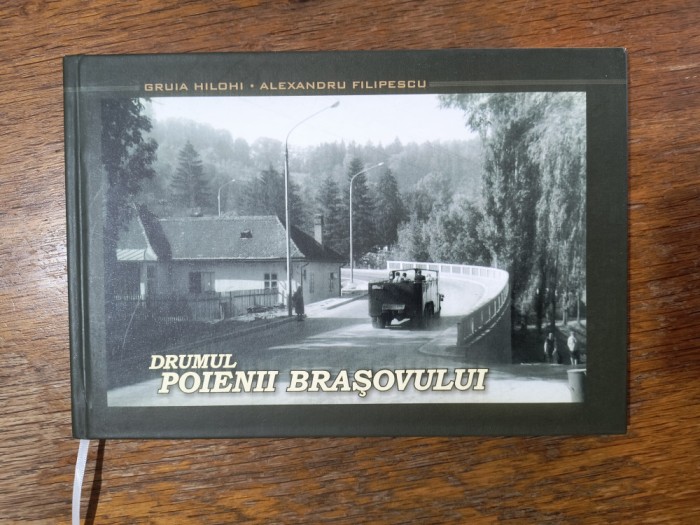 GRUIA HILOHI • ALEXANDRU FILIPESCU
DRUMUL
POIENII BRAŞOVULUI